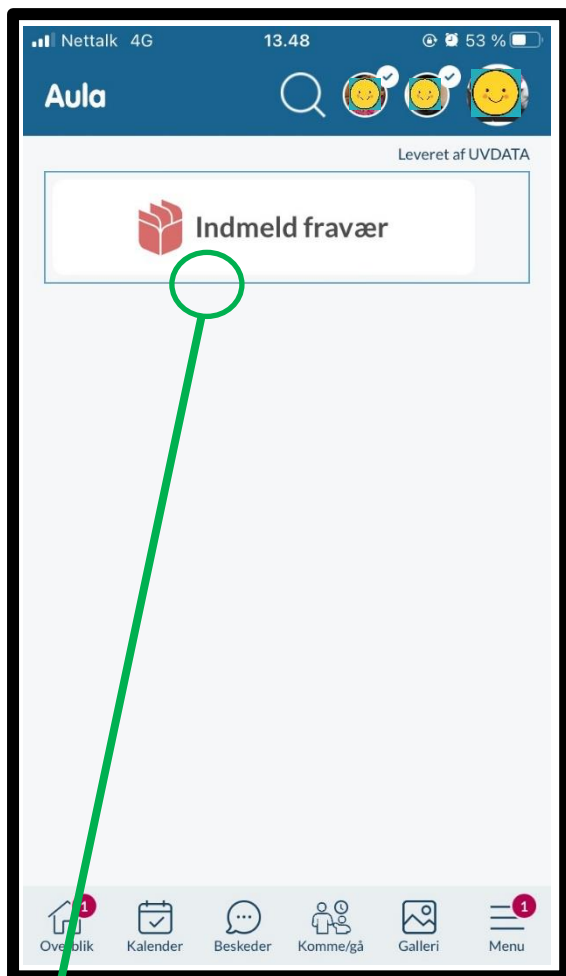 Nettalk 4G 13.48 53 %
Aula
Leveret af UVDATA
Indmeld fravær
1 1
Overblik Kalender Beskeder Komme/gå Galleri Menu